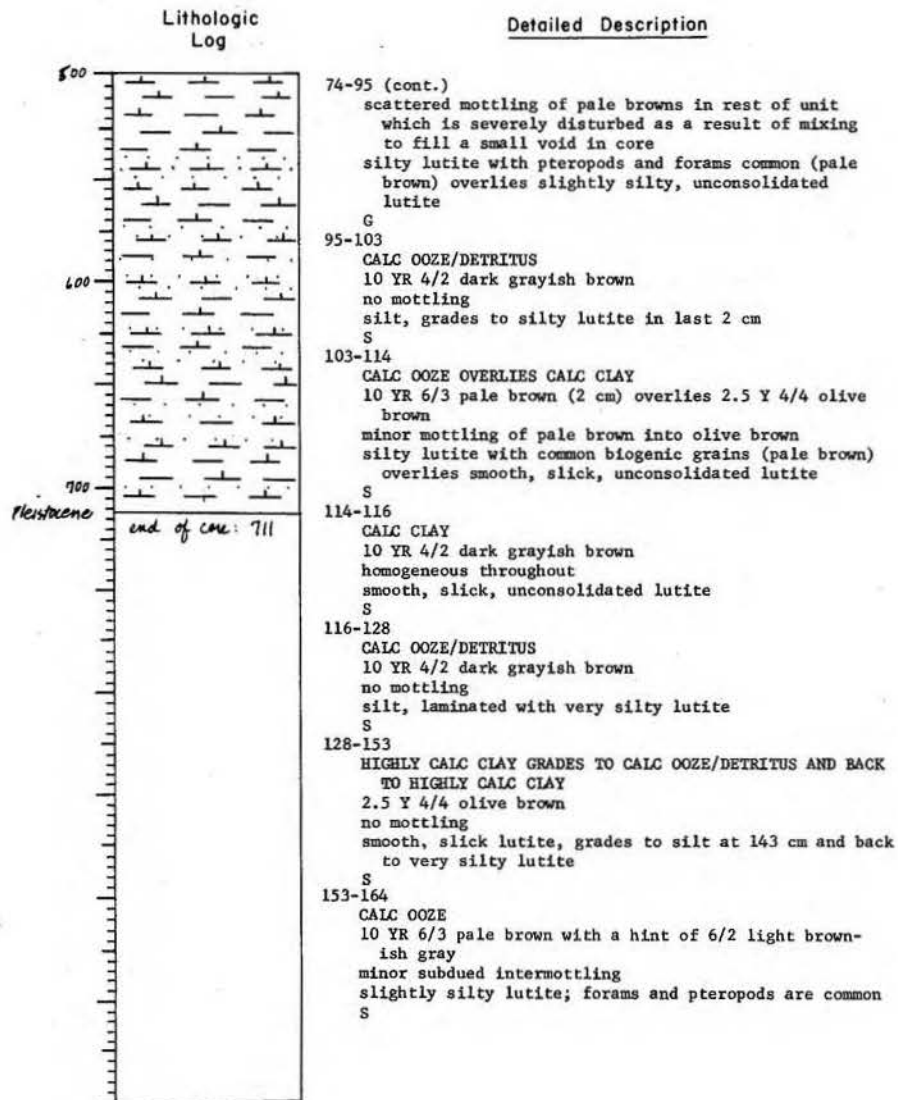 Lithologic
Log
Detailed Description
500
600
700
Pleistocene
end of core: 711
74-95 (cont.)
scattered mottling of pale browns in rest of unit
which is severely disturbed as a result of mixing
to fill a small void in core
silty lutite with pteropods and forams common (pale
brown) overlies slightly silty, unconsolidated
lutite
G
95-103
CALC OOZE/DETRITUS
10 YR 4/2 dark grayish brown
no mottling
silt, grades to silty lutite in last 2 cm
S
103-114
CALC OOZE OVERLIES CALC CLAY
10 YR 6/3 pale brown (2 cm) overlies 2.5 Y 4/4 olive
brown
minor mottling of pale brown into olive brown
silty lutite with common biogenic grains (pale brown)
overlies smooth, slick, unconsolidated lutite
S
114-116
CALC CLAY
10 YR 4/2 dark grayish brown
homogeneous throughout
smooth, slick, unconsolidated lutite
S
116-128
CALC OOZE/DETRITUS
10 YR 4/2 dark grayish brown
no mottling
silt, laminated with very silty lutite
S
128-153
HIGHLY CALC CLAY GRADES TO CALC OOZE/DETRITUS AND BACK
TO HIGHLY CALC CLAY
2.5 Y 4/4 olive brown
no mottling
smooth, slick lutite, grades to silt at 143 cm and back
to very silty lutite
S
153-164
CALC OOZE
10 YR 6/3 pale brown with a hint of 6/2 light brown-
ish gray
minor subdued intermottling
slightly silty lutite; forams and pteropods are common
S